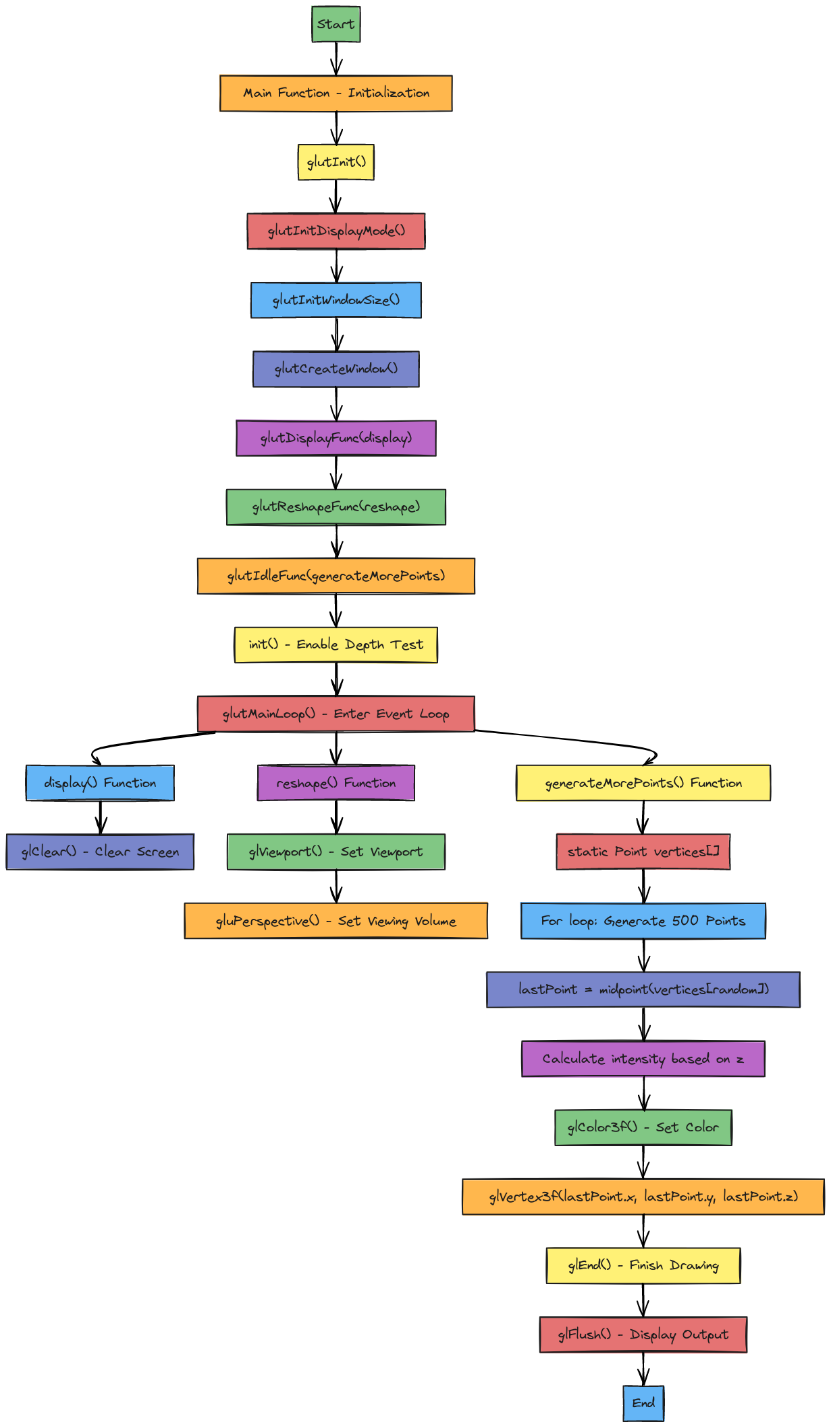 Start
Main Function - Initialization
glutInit()
glutInitDisplayMode()
glutInitWindowSize()
glutCreateWindow()
glutDisplayFunc(display)
glutReshapeFunc(reshape)
glutIdleFunc(generateMorePoints)
init() - Enable Depth Test
glutMainLoop() - Enter Event Loop
display() Function
glClear() - Clear Screen
reshape() Function
glViewport() - Set Viewport
gluPerspective() - Set Viewing Volume
generateMorePoints() Function
static Point vertices[]
For loop: Generate 500 Points
lastPoint = midpoint(vertices[random])
Calculate intensity based on z
glColor3f() - Set Color
glVertex3f(lastPoint.x, lastPoint.y, lastPoint.z)
glEnd() - Finish Drawing
glFlush() - Display Output
End